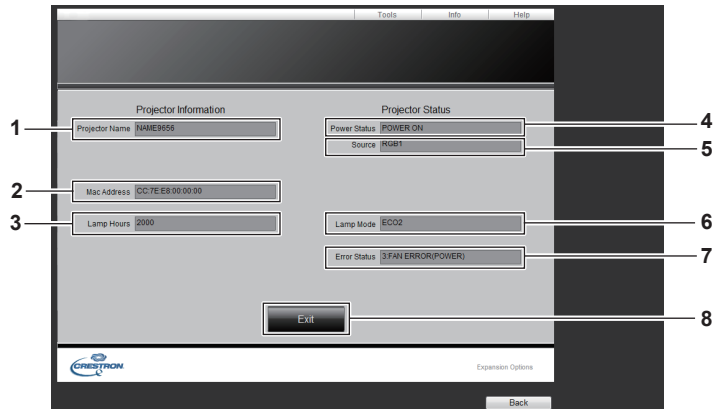 Tools Info Help
Projector Information Projector Status
1 Projector Name NAME9656 Power Status POWER ON 4
Source RGB1 5
2 Mac Address CC:7E:E8:00:00:00
3 Lamp Hours 2000 Lamp Mode ECO2 6
Error Status 3:FAN ERROR(POWER) 7
Exit 8
CRESTRON Expansion Options
Back